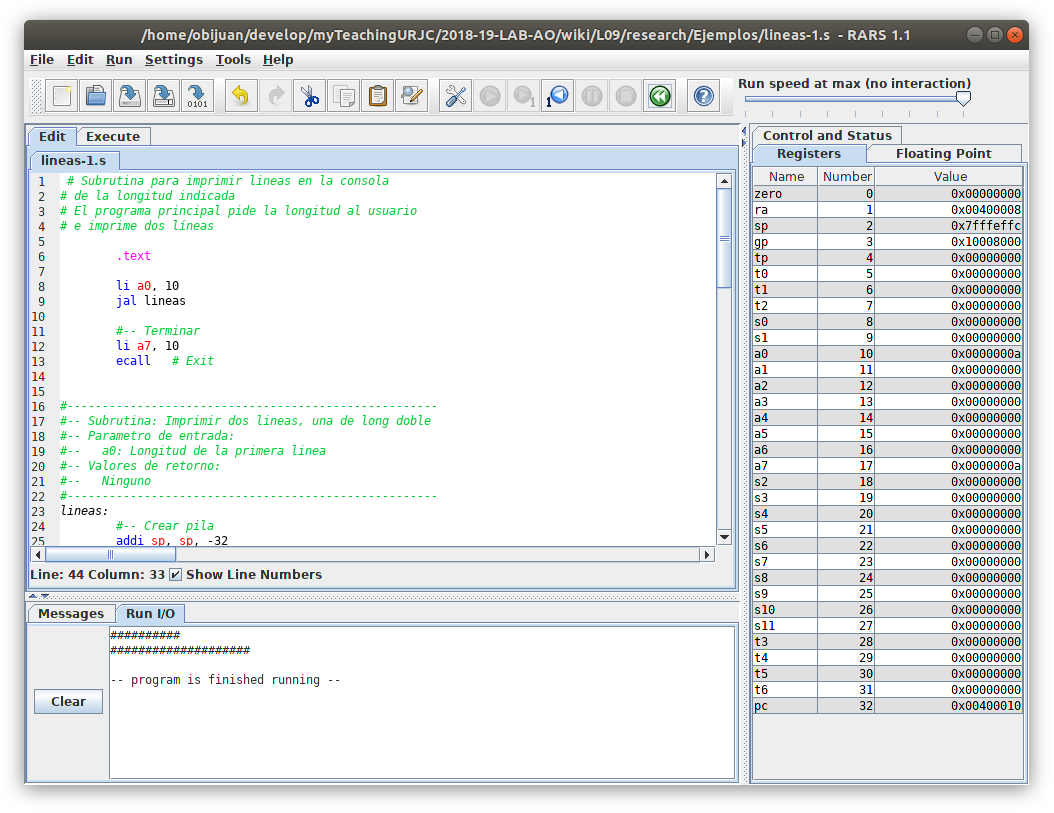 /home/obijuan/develop/myTeachingURJC/2018-19-LAB-AO/wiki/L09/research/Ejemplos/lineas-1.s - RARS 1.1
File Edit Run Settings Tools Help
Run speed at max (no interaction)
0101
1
1
Edit Execute
lineas-1.s
1 # Subrutina para imprimir lineas en la consola
2 # de la longitud indicada
3 # El programa principal pide la longitud al usuario
4 # e imprime dos líneas
5
6 .text
7
8 li a0, 10
9 jal lineas
10
11 #-- Terminar
12 li a7, 10
13 ecall # Exit
14
15
16 #-----------------------------------------------------
17 #-- Subrutina: Imprimir dos lineas, una de long doble
18 #-- Parametro de entrada:
19 #-- a0: Longitud de la primera linea
20 #-- Valores de retorno:
21 #-- Ninguno
22 #-----------------------------------------------------
23 lineas:
24 #-- Crear pila
25 addi sp, sp, -32
Line: 44 Column: 33 Show Line Numbers
Messages Run I/O
Clear
##########
####################
-- program is finished running --
Control and Status
Registers Floating Point
Name Number Value
zero 0 0x00000000
ra 1 0x00400008
sp 2 0x7fffeffc
gp 3 0x10008000
tp 4 0x00000000
t0 5 0x00000000
t1 6 0x00000000
t2 7 0x00000000
s0 8 0x00000000
s1 9 0x00000000
a0 10 0x0000000a
a1 11 0x00000000
a2 12 0x00000000
a3 13 0x00000000
a4 14 0x00000000
a5 15 0x00000000
a6 16 0x00000000
a7 17 0x0000000a
s2 18 0x00000000
s3 19 0x00000000
s4 20 0x00000000
s5 21 0x00000000
s6 22 0x00000000
s7 23 0x00000000
s8 24 0x00000000
s9 25 0x00000000
s10 26 0x00000000
s11 27 0x00000000
t3 28 0x00000000
t4 29 0x00000000
t5 30 0x00000000
t6 31 0x00000000
pc 32 0x00400010